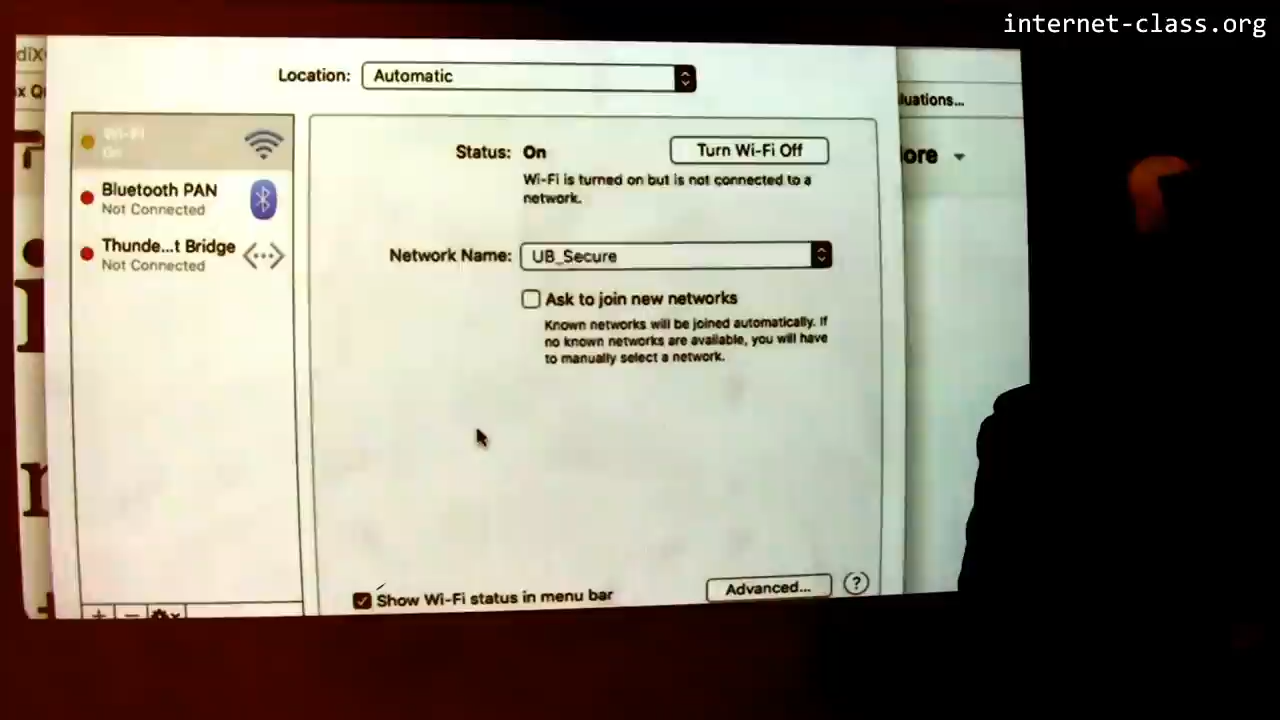 internet-class.org
Location: Automatic
Wi-Fi
On
Bluetooth PAN
Not Connected
Thunde...t Bridge
Not Connected
Status: On
Turn Wi-Fi Off
Wi-Fi is turned on but is not connected to a
network.
Network Name: UB_Secure
Ask to join new networks
Known networks will be joined automatically. If
no known networks are available, you will have
to manually select a network.
Show Wi-Fi status in menu bar
Advanced...
?
luations...
ore